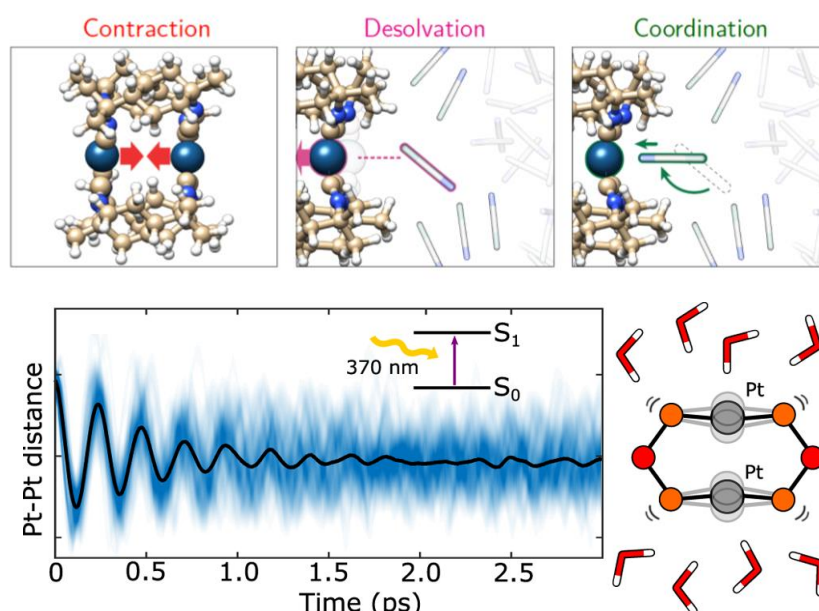 Contraction
Desolvation
Coordination
S1
370 nm
S0
Pt-Pt distance
0
0.5
1.0
1.5
2.0
2.5
Time (ps)
Pt
Pt